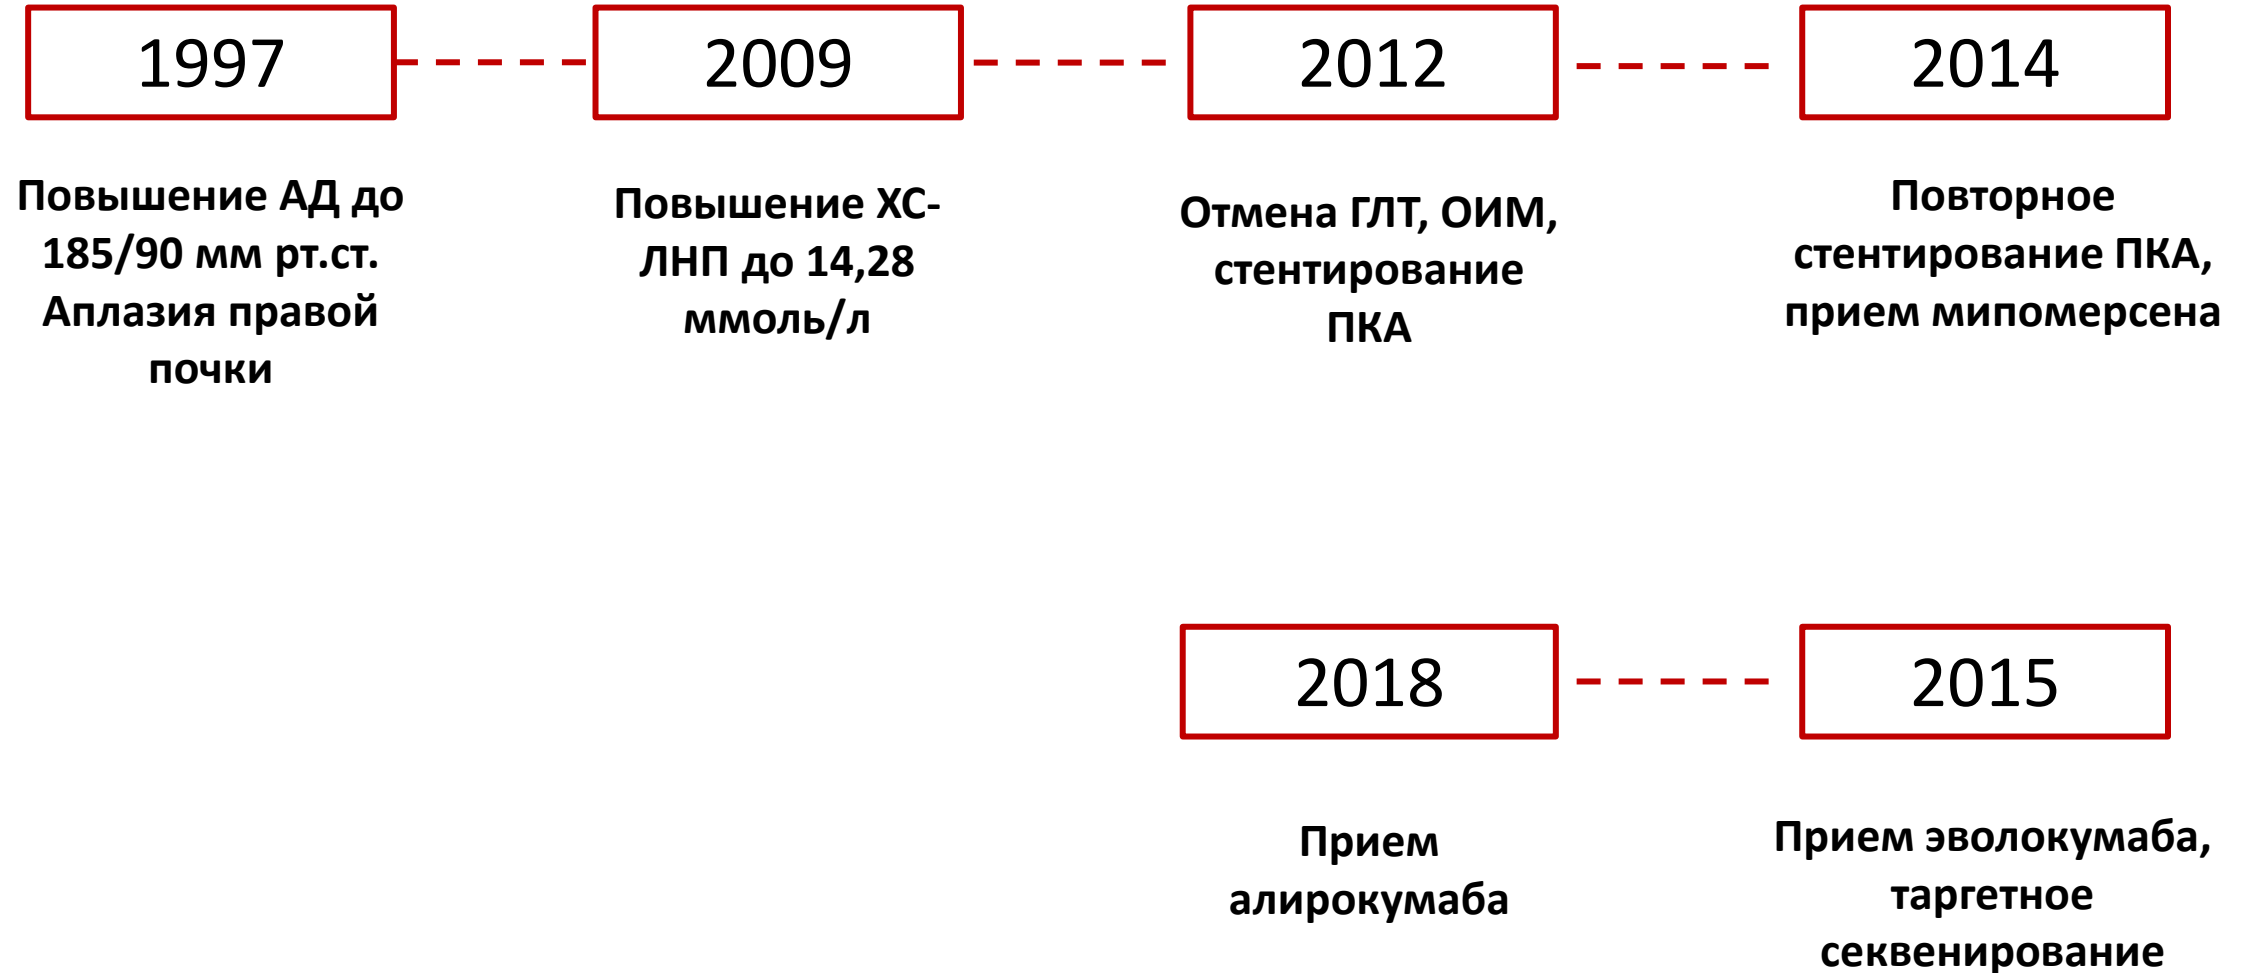 1997
Повышение АД до
185/90 мм рт.ст.
Аплазия правой
почки
2009
Повышение ХС-
ЛНП до 14,28
ммоль/л
2012
Отмена ГЛТ, ОИМ,
стентирование
ПКА
2014
Повторное
стентирование ПКА,
прием мипомерсена
2018
Прием
алирокумаба
2015
Прием эволокумаба,
таргетное
секвенирование